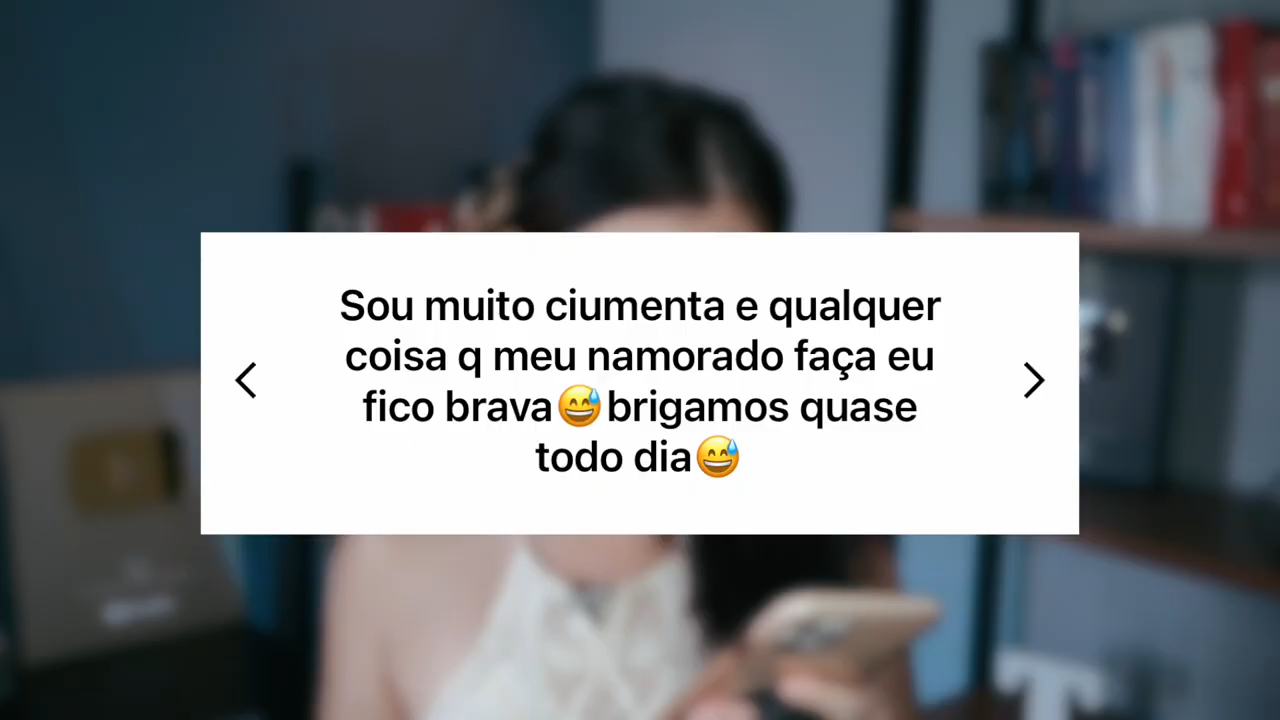 Sou muito ciumenta e qualquer
coisa q meu namorado faça eu
fico brava😅brigamos quase
todo dia😅